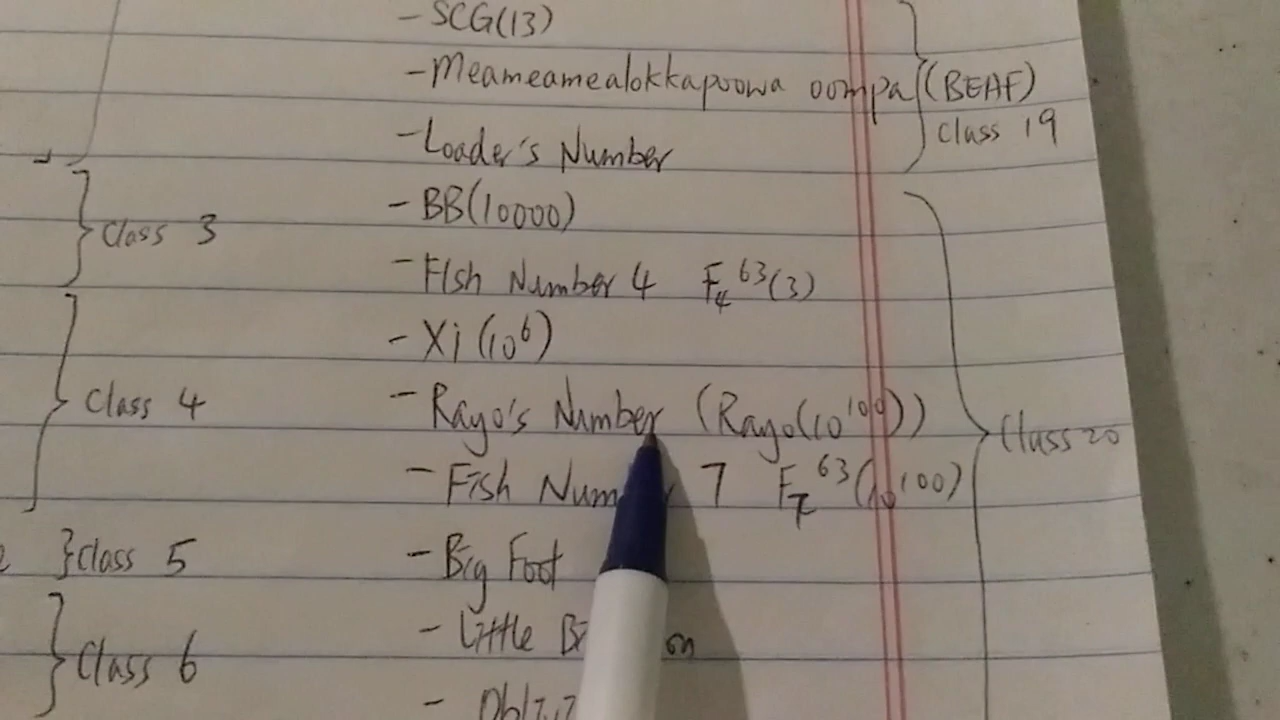 - SCG(13)
- Meameamealokkapoowa oompa (BEAF)
Class 19
- Loader's Number
- BB(10000)
Class 3
- Fish Number 4 F₄⁶³(3)
- Xi (10⁶)
Class 4
- Rayo's Number (Rayo(10¹⁰⁰))
Class 20
- Fish 7 F₇⁶³(10¹⁰⁰)
Class 5
- Big Foot
- Little
Class 6